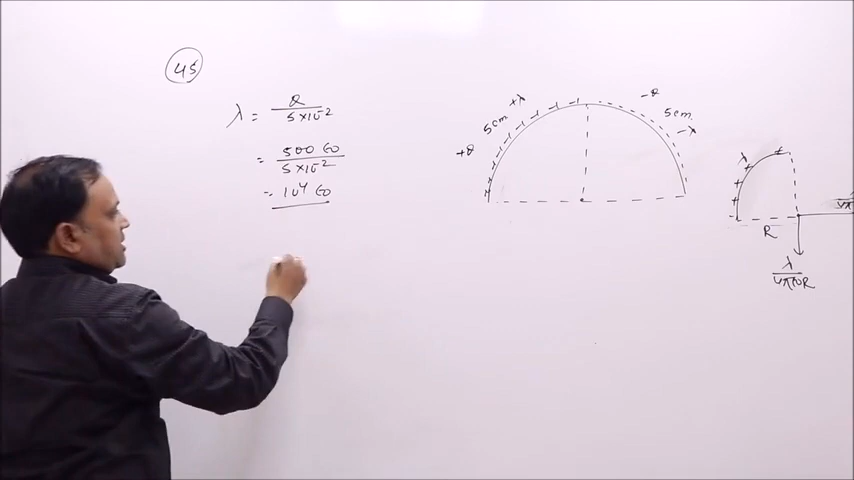 45
λ = Q / 5×10⁻²
= 500 ε0 / 5×10⁻²
= 10⁴ ε0
+Q
5cm
+λ
-Q
5cm
-λ
λ
R
λ / 4πε0R